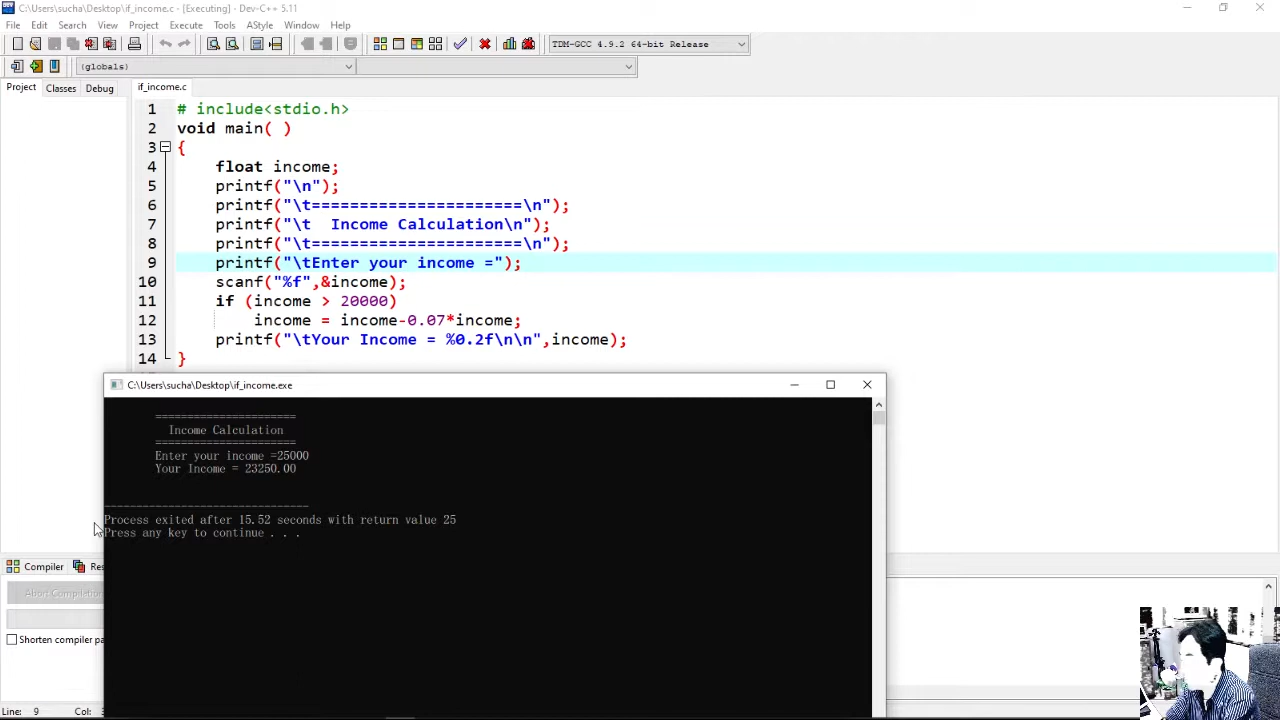 C:\Users\sucha\Desktop\if_income.c - [Executing] - Dev-C++ 5.11
File Edit Search View Project Execute Tools AStyle Window Help
TDM-GCC 4.9.2 64-bit Release
(globals)
Project Classes Debug if_income.c
1 # include<stdio.h>
2 void main( )
3 {
4 float income;
5 printf("\n");
6 printf("\t======================\n");
7 printf("\t  Income Calculation\n");
8 printf("\t======================\n");
9 printf("\tEnter your income =");
10 scanf("%f",&income);
11 if (income > 20000)
12 income = income-0.07*income;
13 printf("\tYour Income = %0.2f\n\n",income);
14 }
C:\Users\sucha\Desktop\if_income.exe
======================
Income Calculation
======================
Enter your income =25000
Your Income = 23250.00
--------------------------------
Process exited after 15.52 seconds with return value 25
Press any key to continue . . .
Compiler Res
Abort Compilation
Shorten compiler pa
Line: 9 Col: